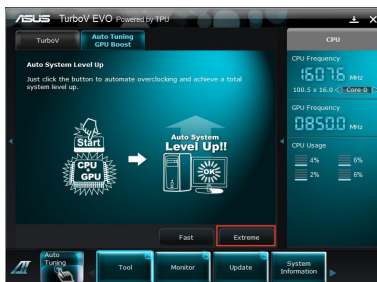 ASUS TurboV EVO Powered by TPU
TurboV
Auto Tuning
GPU Boost
Auto System Level Up
Just click the button to automate overclocking and achieve a total
system level up.
Start
CPU
GPU
Auto System
Level Up!!
OK
Fast
Extreme
CPU
CPU Frequency
1607.6 MHz
100.5 x 16.0 Core 0
GPU Frequency
0850.0 MHz
CPU Usage
4% 6%
2% 6%
Auto
Tuning
Tool
Monitor
Update
System
Information